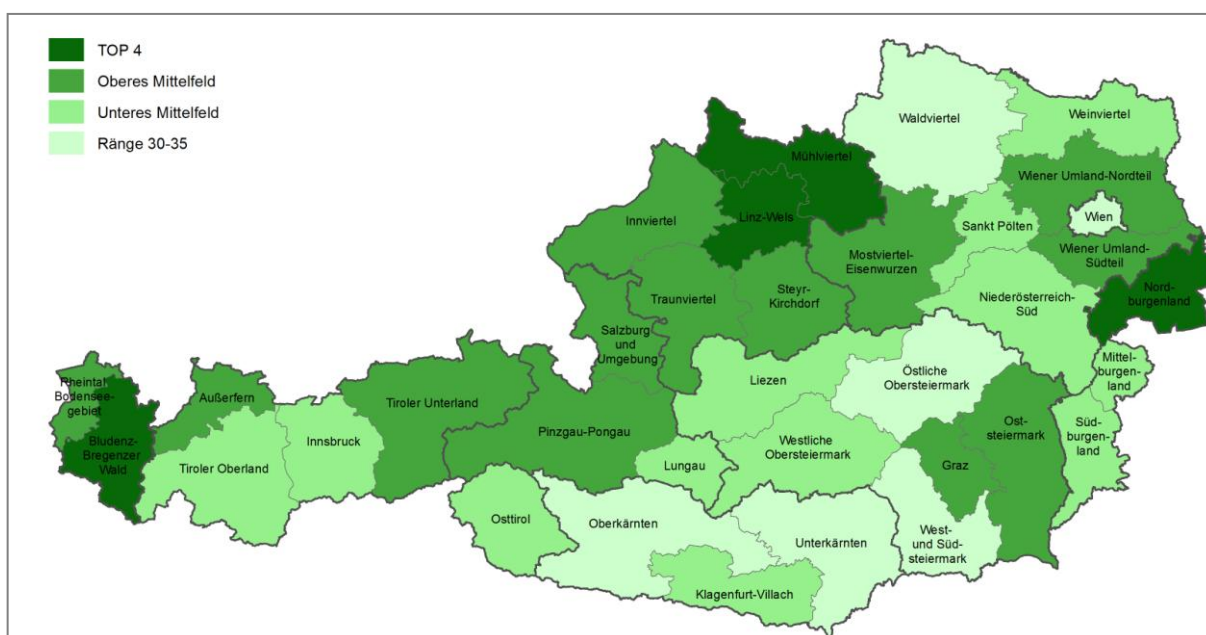 TOP 4
Oberes Mittelfeld
Unteres Mittelfeld
Ränge 30-35
Waldviertel
Weinviertel
Mühlviertel
Wiener Umland-Nordteil
Linz-Wels
Wien
Innviertel
Sankt Pölten
Mostviertel-
Eisenwurzen
Wiener Umland-
Südteil
Nord-
burgenland
Traunviertel
Steyr-
Kirchdorf
Niederösterreich-
Süd
Salzburg
und
Umgebung
Mittel-
burgen-
land
Rheintal
Bodensee-
gebiet
Außerfern
Tiroler Unterland
Liezen
Östliche
Obersteiermark
Bludenz-
Bregenzer
Wald
Innsbruck
Pinzgau-Pongau
Ost-
steiermark
Süd-
burgen-
land
Tiroler Oberland
Lungau
Westliche
Obersteiermark
Graz
Osttirol
Oberkärnten
Unterkärnten
West-
und Süd-
steiermark
Klagenfurt-Villach